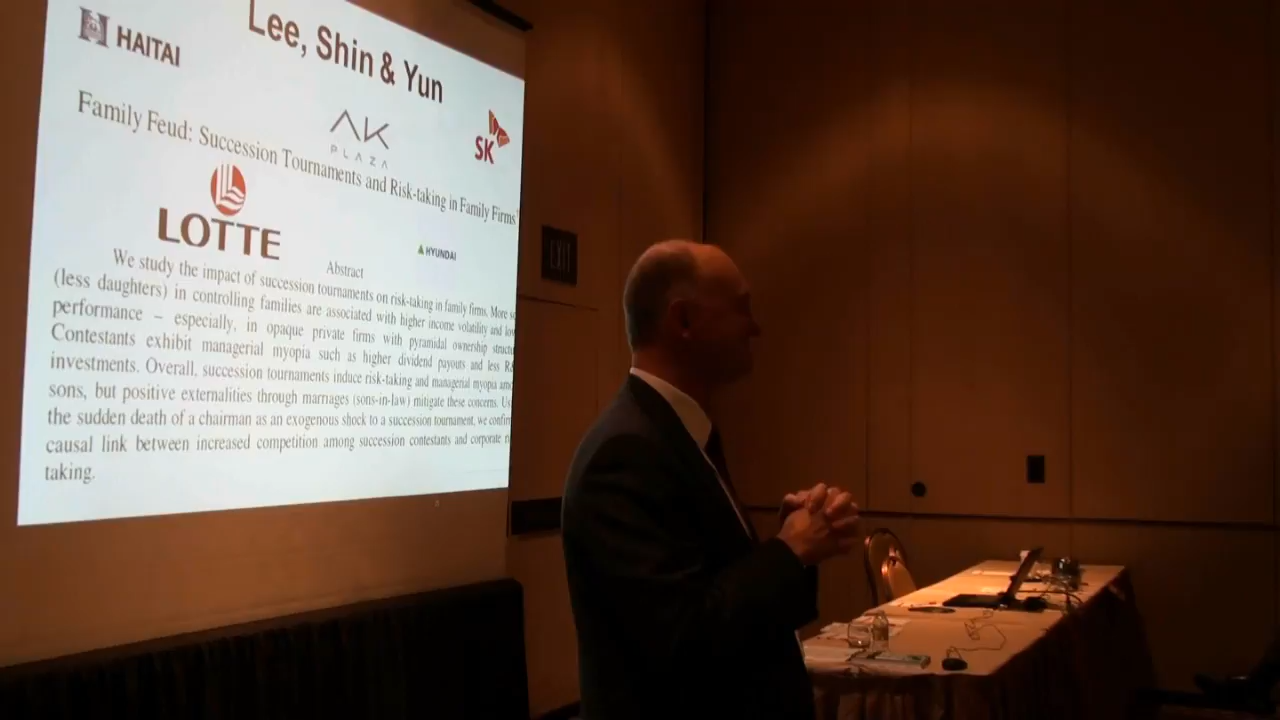 Lee, Shin & Yun
HAITAI
AK
PLAZA
SK
Family Feud: Succession Tournaments and Risk-taking in Family Firms
LOTTE
HYUNDAI
Abstract
We study the impact of succession tournaments on risk-taking in family firms. More
(less daughters) in controlling families are associated with higher income volatility and
performance – especially, in opaque private firms with pyramidal ownership
Contestants exhibit managerial myopia such as higher dividend payouts and less
investments. Overall, succession tournaments induce risk-taking and managerial myopia
sons, but positive externalities through marriages (sons-in-law) mitigate these concerns.
the sudden death of a chairman as an exogenous shock to a succession tournament, we
causal link between increased competition among succession contestants and corporate
taking.
EXIT